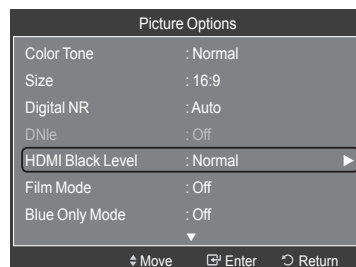 Picture Options
Color Tone : Normal
Size : 16:9
Digital NR : Auto
DNIe : Off
HDMI Black Level : Normal
Film Mode : Off
Blue Only Mode : Off
Move Enter Return